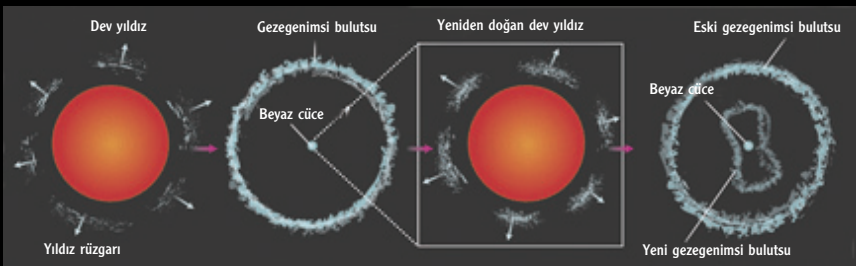 Dev yıldız
Yıldız rüzgarı
Gezegenimsi bulutsu
Beyaz cüce
Yeniden doğan dev yıldız
Eski gezegenimsi bulutsu
Beyaz cüce
Yeni gezegenimsi bulutsu